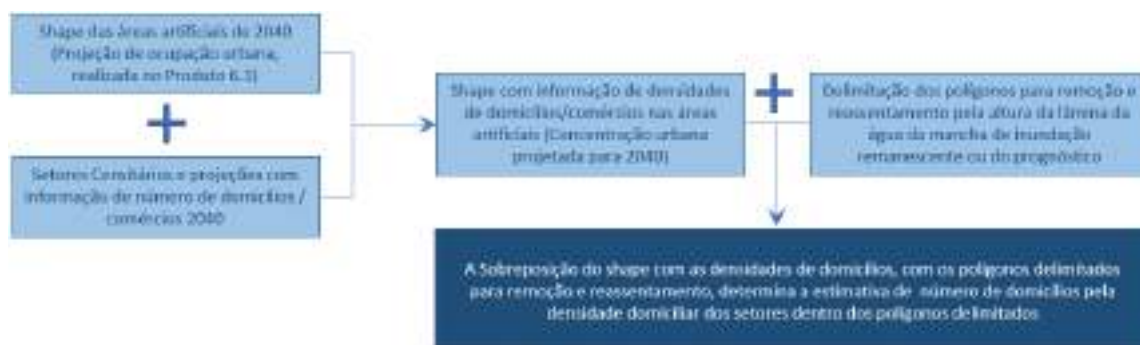 Shape das áreas artificiais de 2040
(Projeção de ocupação urbana,
realizada no Produto 6.3)
Setores Censitários e projeções com
informação de número de domicílios /
comércios 2040
Shape com informação de densidades
de domicílios/comércios nas áreas
artificiais (Concentração urbana
projetada para 2040)
Delimitação dos polígonos para remoção e
reassentamento pela altura da lâmina da
água da mancha de inundação
remanescente ou do prognóstico
A Sobreposição do shape com as densidades de domicílios, com os polígonos delimitados
para remoção e reassentamento, determina a estimativa de número de domicílios pela
densidade domiciliar dos setores dentro dos polígonos delimitados